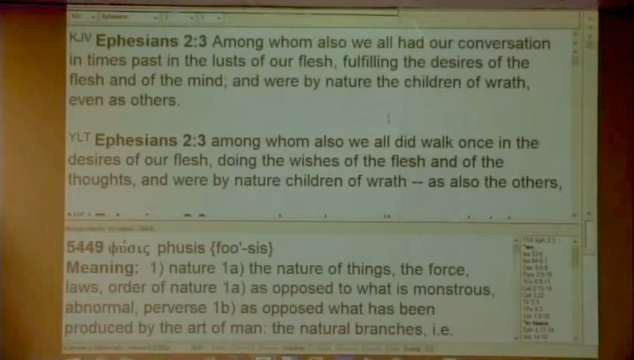 KJV Ephesians 2:3 Among whom also we all had our conversation
in times past in the lusts of our flesh, fulfilling the desires of the
flesh and of the mind; and were by nature the children of wrath,
even as others.
YLT Ephesians 2:3 among whom also we all did walk once in the
desires of our flesh, doing the wishes of the flesh and of the
thoughts, and were by nature children of wrath -- as also the others,
5449 φύσις phusis {foo'-sis}
Meaning: 1) nature 1a) the nature of things, the force,
laws, order of nature 1a) as opposed to what is monstrous,
abnormal, perverse 1b) as opposed what has been
produced by the art of man: the natural branches, i.e.